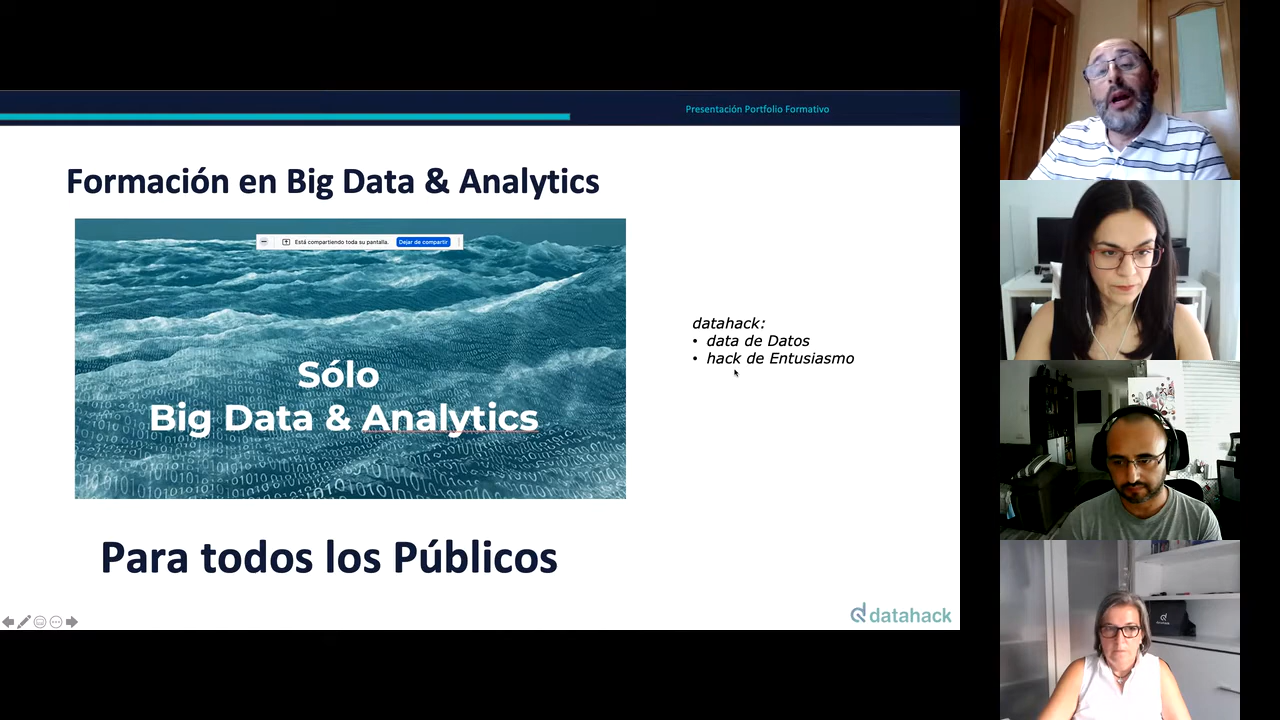 Presentación Portfolio Formativo
Formación en Big Data & Analytics
Está compartiendo toda su pantalla. Dejar de compartir
Sólo
Big Data & Analytics
datahack:
• data de Datos
• hack de Entusiasmo
Para todos los Públicos
datahack